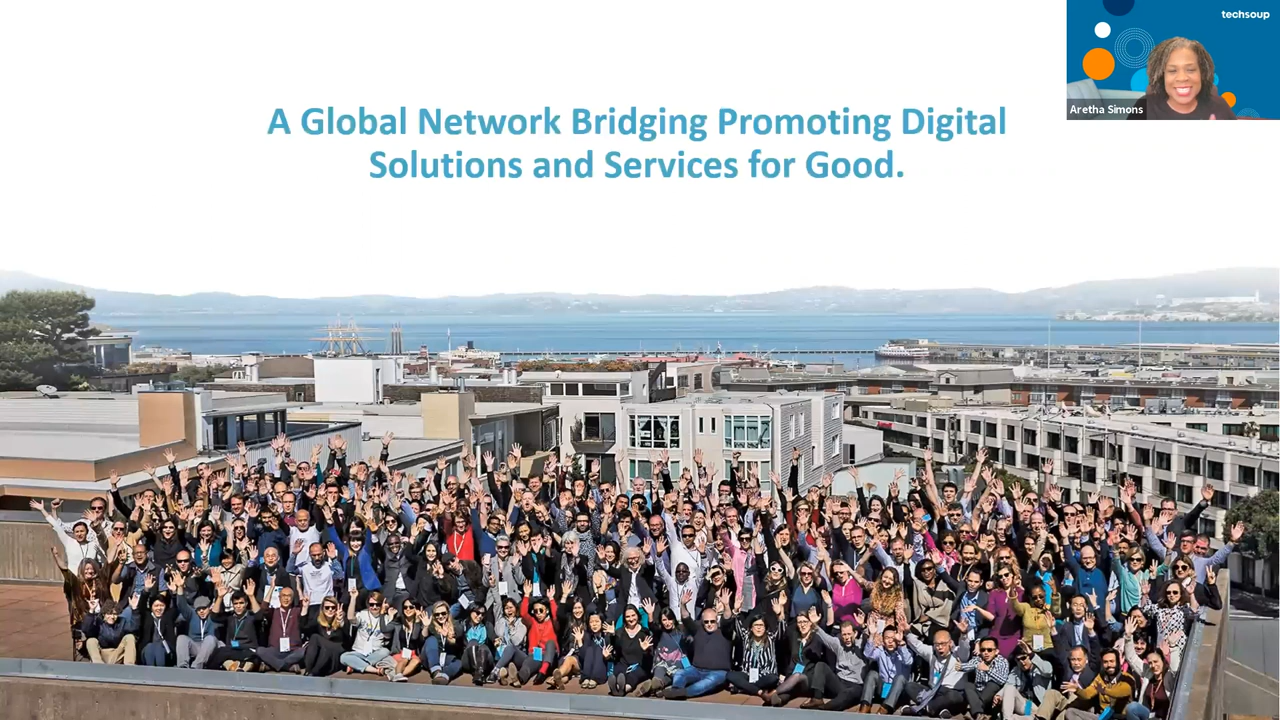 techsoup
Aretha Simons
A Global Network Bridging Promoting Digital
Solutions and Services for Good.